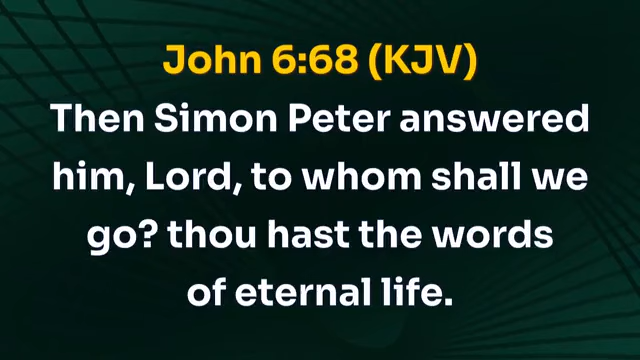 John 6:68 (KJV)
Then Simon Peter answered
him, Lord, to whom shall we
go? thou hast the words
of eternal life.